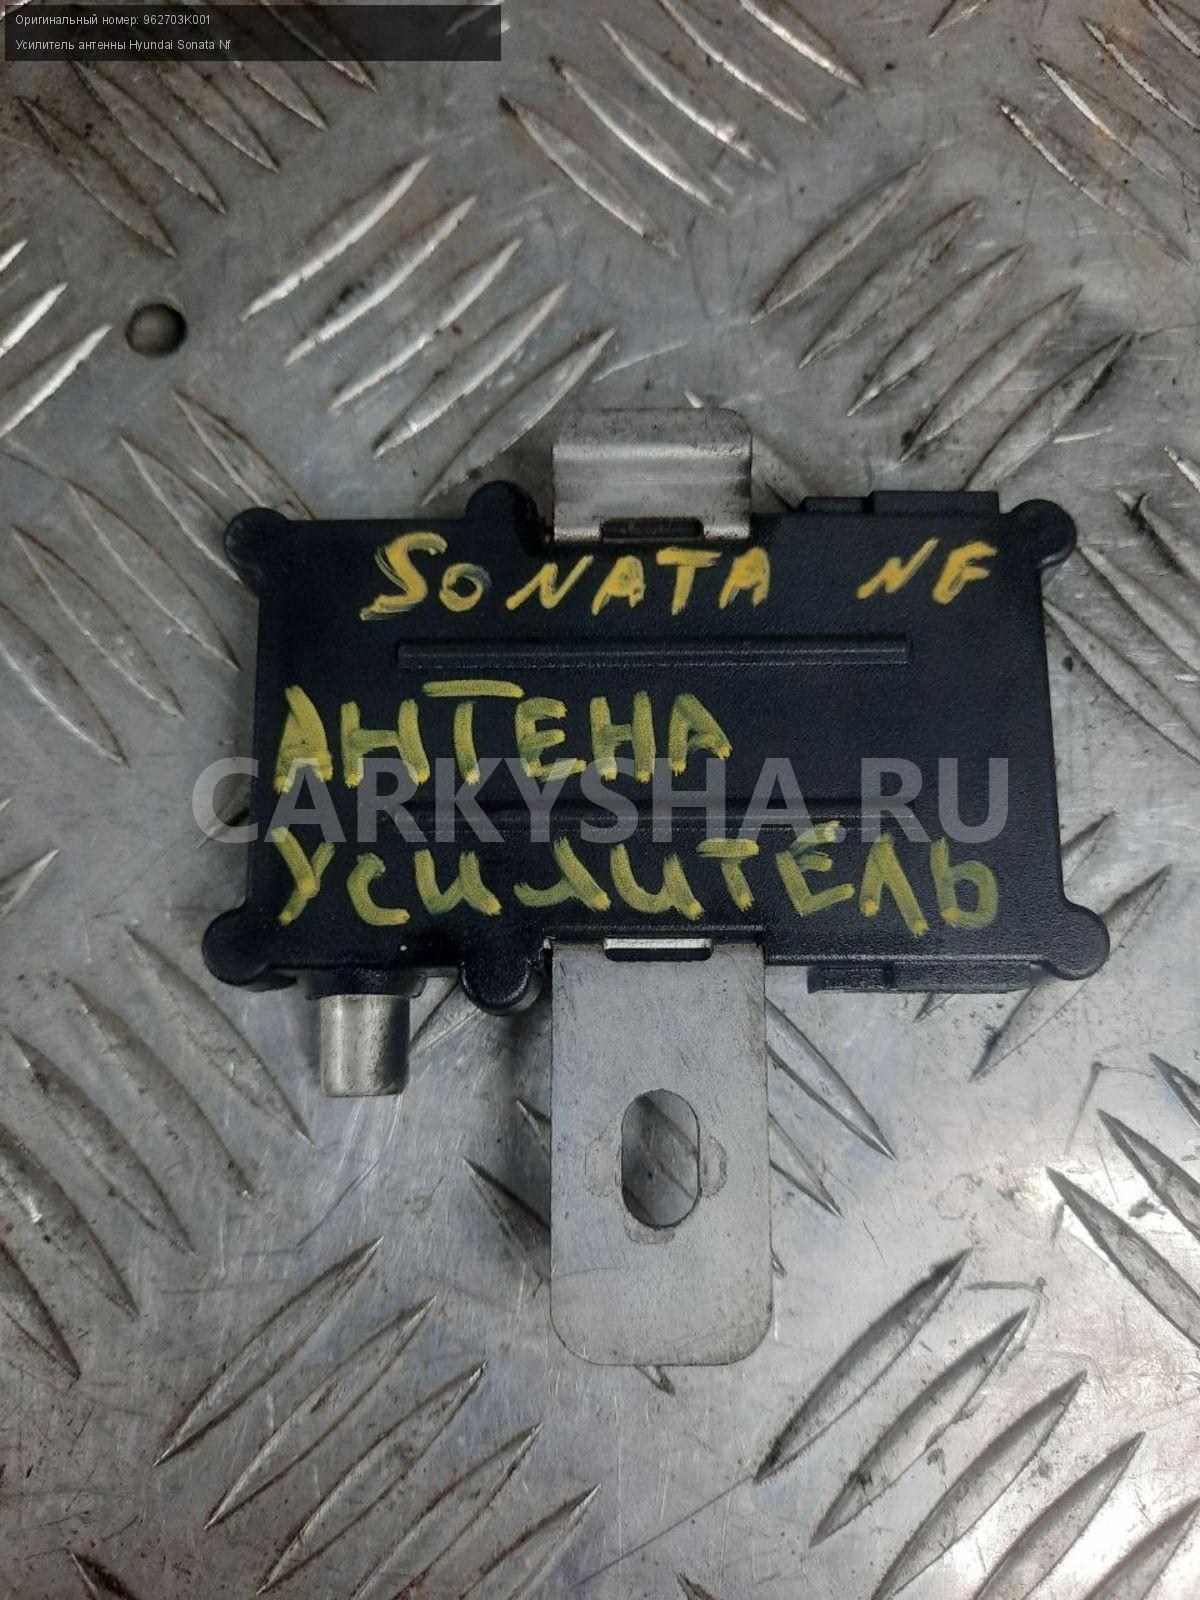 Оригинальный номер: 962703K001
Усилитель антенны Hyundai Sonata Nf
SONATA NF
АНТЕНА
CARKYSHA.RU
УСИЛИТЕЛЬ